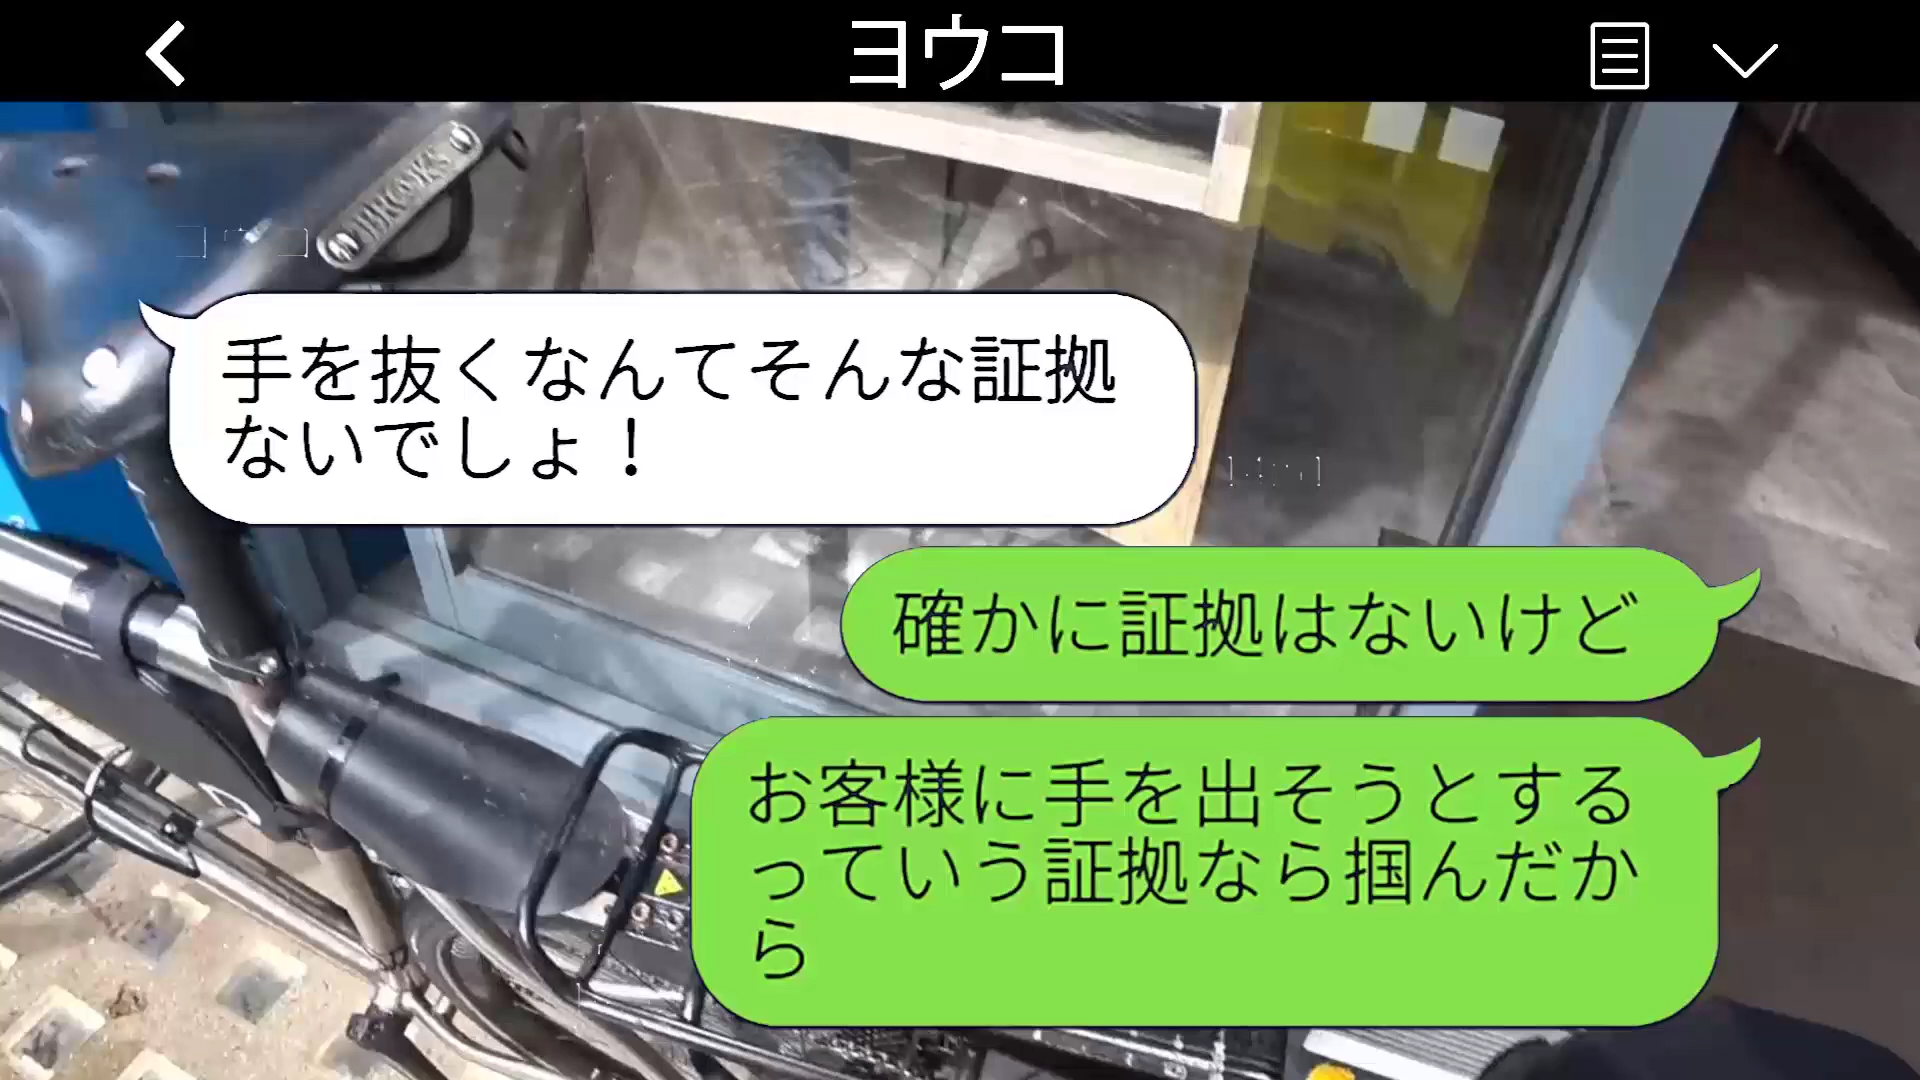 ヨウコ
BROOKS
手を抜くなんてそんな証拠
ないでしょ！
確かに証拠はないけど
お客様に手を出そうとする
っていう証拠なら掴んだか
ら